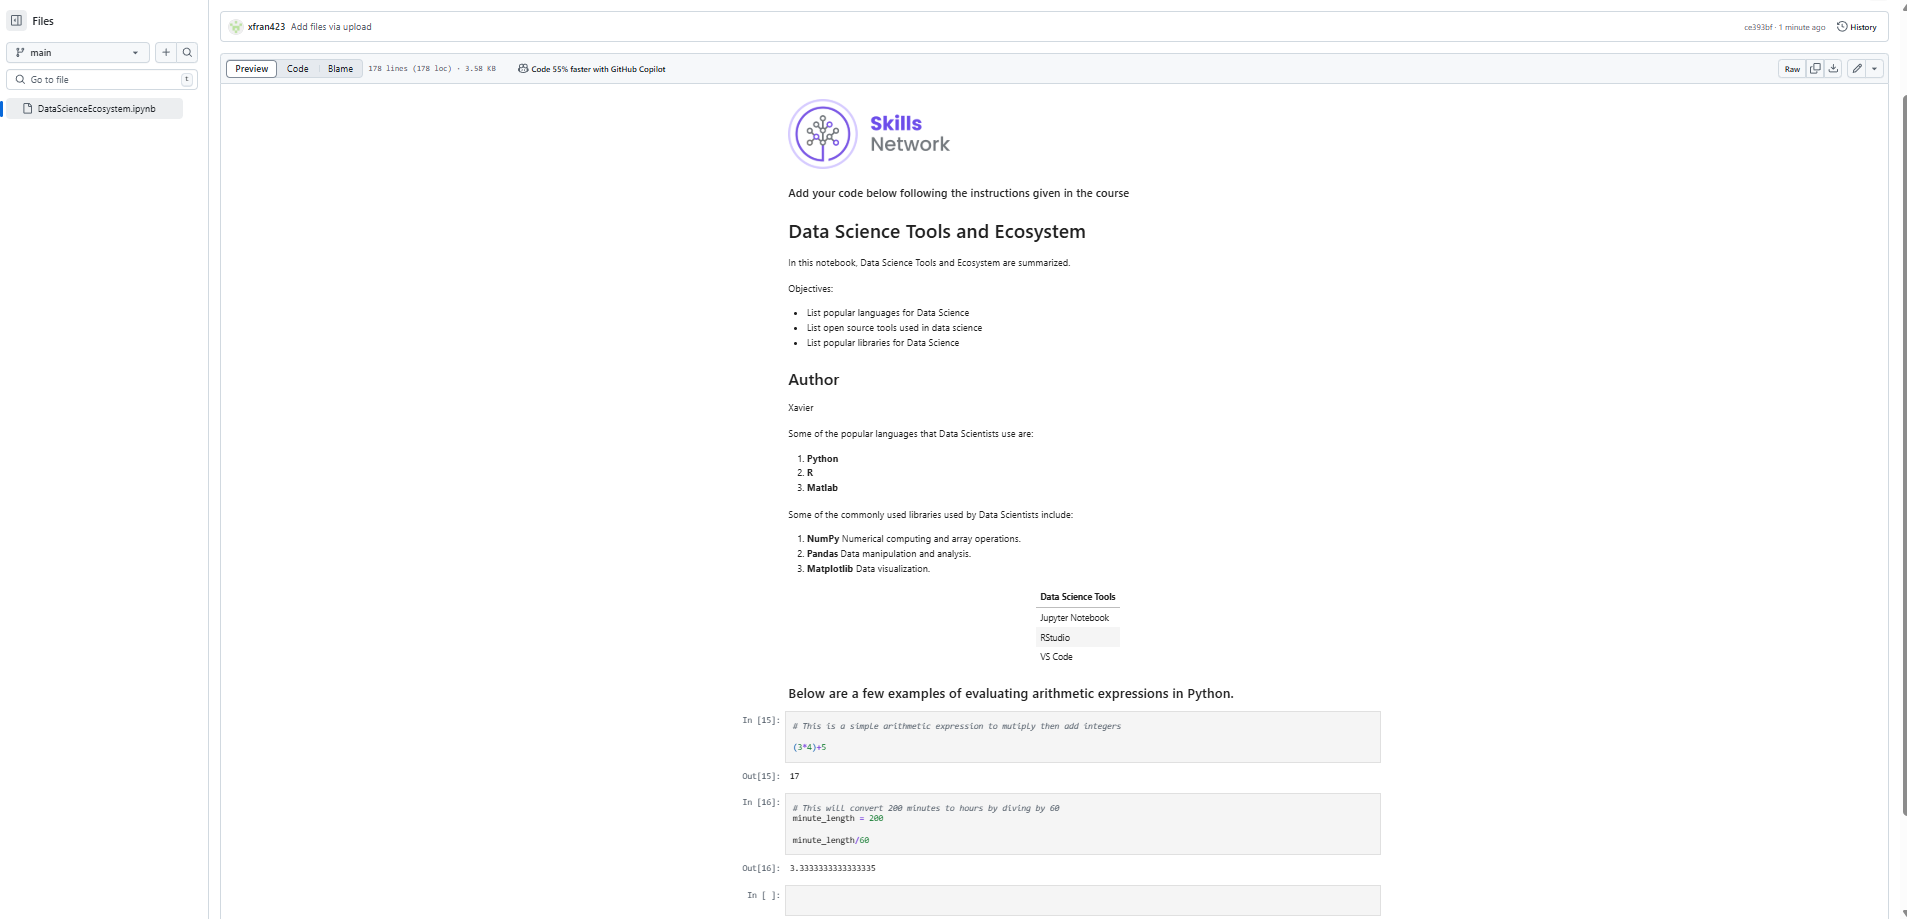 Files
main
Go to file
t
DataScienceEcosystem.ipynb
xfran423 Add files via upload
ce393bf · 1 minute ago
History
Preview Code Blame 178 lines (178 loc) · 3.58 KB Code 55% faster with GitHub Copilot
Raw
Skills
Network
Add your code below following the instructions given in the course
Data Science Tools and Ecosystem
In this notebook, Data Science Tools and Ecosystem are summarized.
Objectives:
• List popular languages for Data Science
• List open source tools used in data science
• List popular libraries for Data Science
Author
Xavier
Some of the popular languages that Data Scientists use are:
1. Python
2. R
3. Matlab
Some of the commonly used libraries used by Data Scientists include:
1. NumPy Numerical computing and array operations.
2. Pandas Data manipulation and analysis.
3. Matplotlib Data visualization.
Data Science Tools
Jupyter Notebook
RStudio
VS Code
Below are a few examples of evaluating arithmetic expressions in Python.
In [15]:
# This is a simple arithmetic expression to mutiply then add integers
(3*4)+5
Out[15]: 17
In [16]:
# This will convert 200 minutes to hours by diving by 60
minute_length = 200
minute_length/60
Out[16]: 3.3333333333333335
In [ ]: